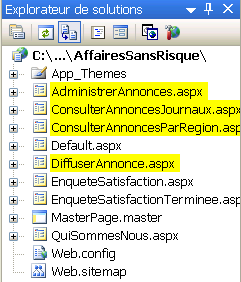 Explorateur de solutions
C:\...\AffairesSansRisque\
App_Themes
AdministrerAnnonces.aspx
ConsulterAnnoncesJournaux.aspx
ConsulterAnnoncesParRegion.aspx
Default.aspx
DiffuserAnnonce.aspx
EnqueteSatisfaction.aspx
EnqueteSatisfactionTerminee.aspx
MasterPage.master
QuiSommesNous.aspx
Web.config
Web.sitemap